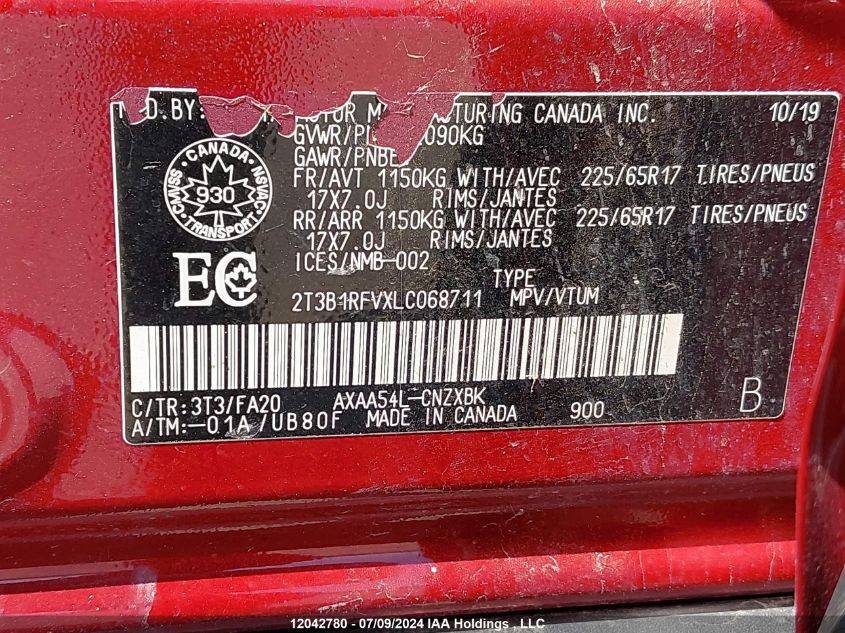 D.BY: MOTOR M TURING CANADA INC. 10/19
GVWR/P 090KG
GAWR/PNBE
FR/AVT 1150KG WITH/AVEC 225/65R17 TIRES/PNEUS
17X7.0J RIMS/JANTES
RR/ARR 1150KG WITH/AVEC 225/65R17 TIRES/PNEUS
17X7.0J RIMS/JANTES
ICES/NMB-002
CANADA
CMVSS 930 NSVAC
TRANSPORT
EC
TYPE
2T3B1RFVXLC068711 MPV/VTUM
C/TR:3T3/FA20 AXAA54L-CNZXBK
A/TM:-01A/UB80F MADE IN CANADA 900 B
12042780 - 07/09/2024 IAA Holdings, LLC